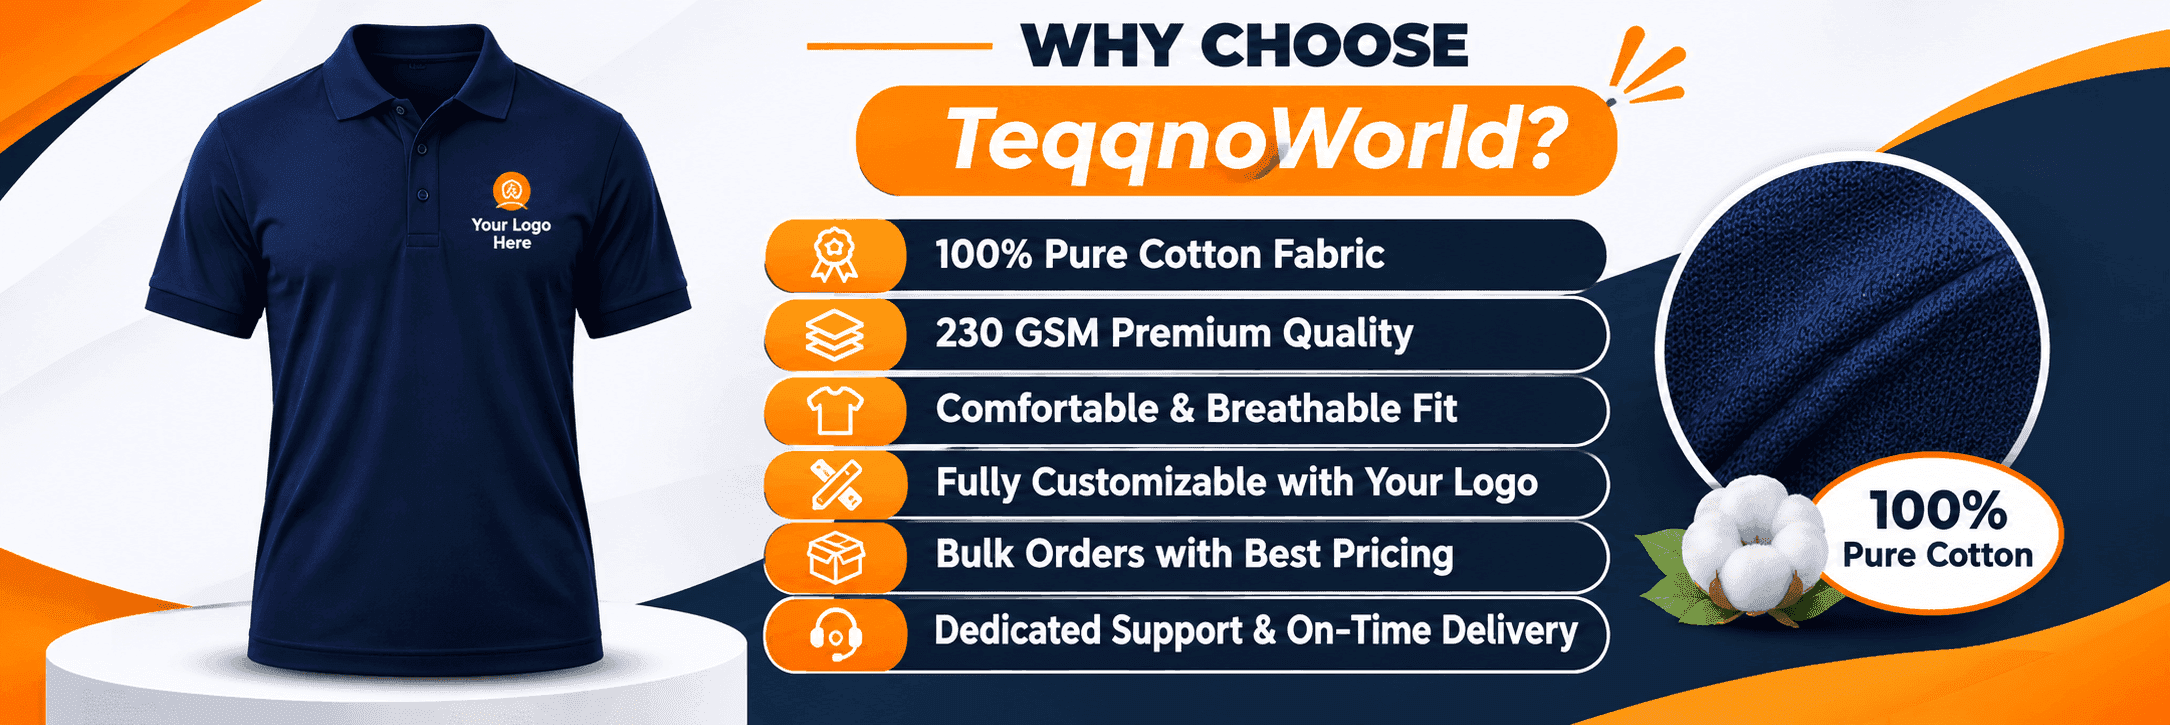 WHY CHOOSE
TeqqnoWorld?
Your Logo
Here
100% Pure Cotton Fabric
230 GSM Premium Quality
Comfortable & Breathable Fit
Fully Customizable with Your Logo
Bulk Orders with Best Pricing
Dedicated Support & On-Time Delivery
100%
Pure Cotton